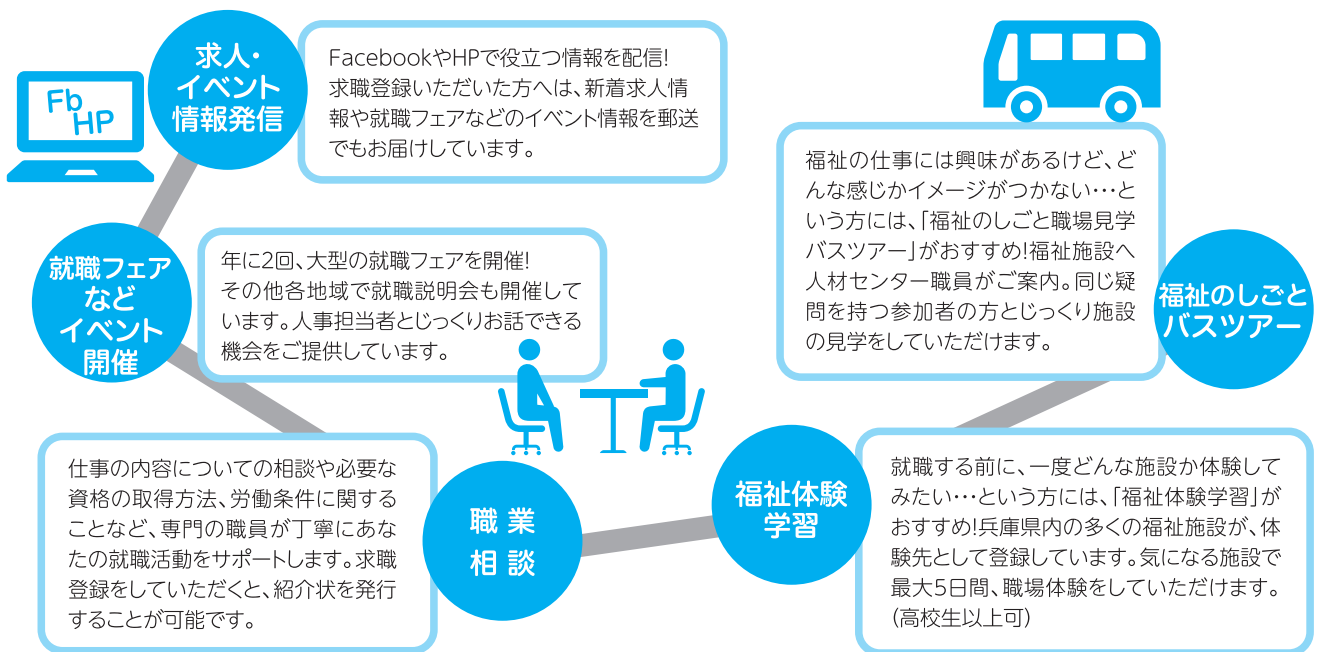 Fb
HP
求人・
イベント
情報発信
FacebookやHPで役立つ情報を配信!
求職登録いただいた方へは、新着求人情
報や就職フェアなどのイベント情報を郵送
でもお届けしています。
就職フェア
など
イベント
開催
年に2回、大型の就職フェアを開催!
その他各地域で就職説明会も開催して
います。人事担当者とじっくりお話できる
機会をご提供しています。
仕事の内容についての相談や必要な
資格の取得方法、労働条件に関する
ことなど、専門の職員が丁寧にあな
たの就職活動をサポートします。求職
登録をしていただくと、紹介状を発行
することが可能です。
職業
相談
福祉体験
学習
就職する前に、一度どんな施設か体験して
みたい･･･という方には、「福祉体験学習」が
おすすめ!兵庫県内の多くの福祉施設が、体
験先として登録しています。気になる施設で
最大5日間、職場体験をしていただけます。
(高校生以上可)
福祉の仕事には興味があるけど、ど
んな感じかイメージがつかない･･･と
いう方には、「福祉のしごと職場見学
バスツアー」がおすすめ!福祉施設へ
人材センター職員がご案内。同じ疑
問を持つ参加者の方とじっくり施設
の見学をしていただけます。
福祉のしごと
バスツアー